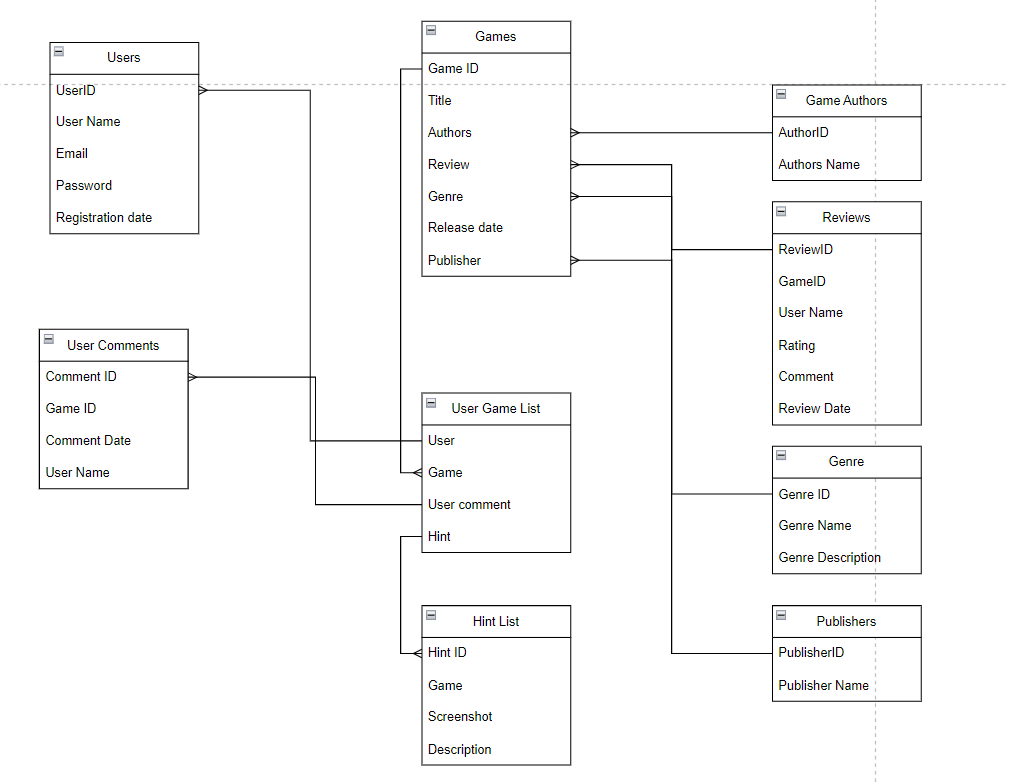 Users
UserID
User Name
Email
Password
Registration date
User Comments
Comment ID
Game ID
Comment Date
User Name
Games
Game ID
Title
Authors
Review
Genre
Release date
Publisher
User Game List
User
Game
User comment
Hint
Hint List
Hint ID
Game
Screenshot
Description
Game Authors
AuthorID
Authors Name
Reviews
ReviewID
GameID
User Name
Rating
Comment
Review Date
Genre
Genre ID
Genre Name
Genre Description
Publishers
PublisherID
Publisher Name